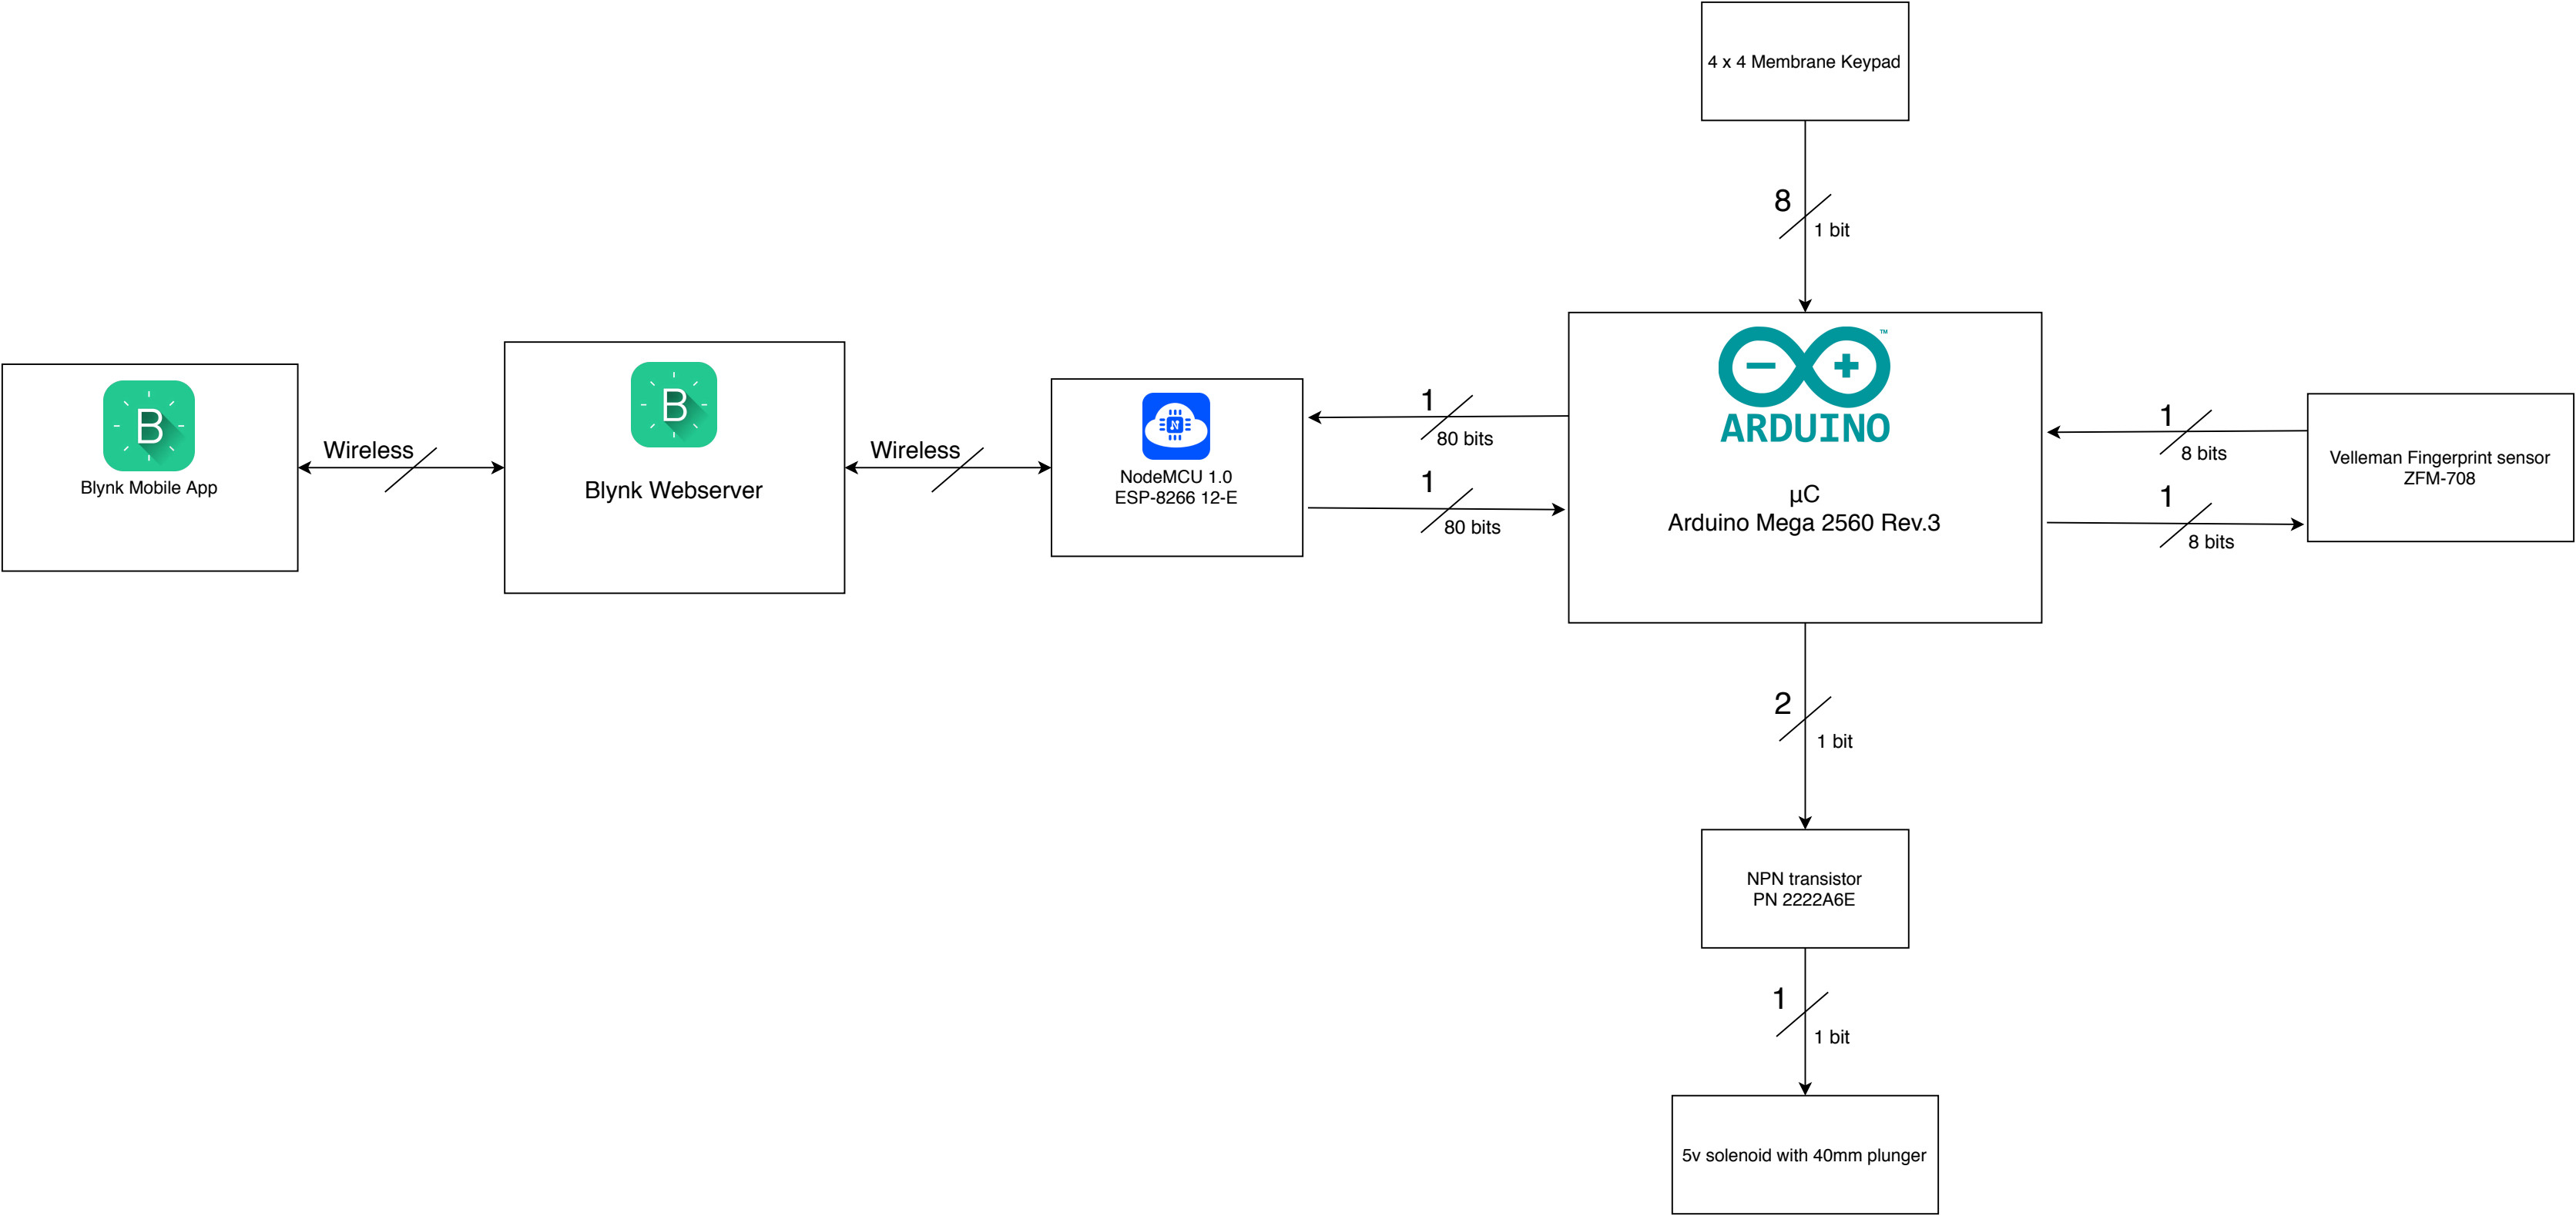 4 x 4 Membrane Keypad
8
1 bit
B
Blynk Mobile App
Wireless
B
Blynk Webserver
Wireless
N
NodeMCU 1.0
ESP-8266 12-E
1
80 bits
1
80 bits
™
ARDUINO
µC
Arduino Mega 2560 Rev.3
1
8 bits
1
8 bits
Velleman Fingerprint sensor
ZFM-708
2
1 bit
NPN transistor
PN 2222A6E
1
1 bit
5v solenoid with 40mm plunger